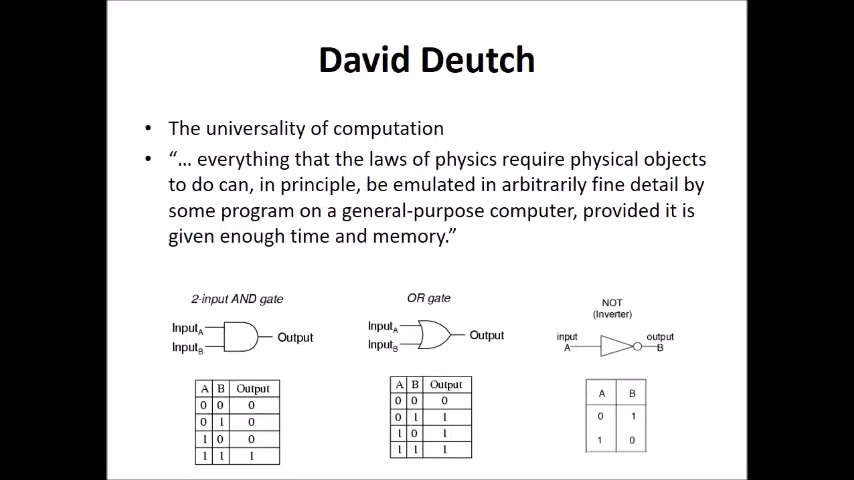 David Deutch
• The universality of computation
• “... everything that the laws of physics require physical objects
to do can, in principle, be emulated in arbitrarily fine detail by
some program on a general-purpose computer, provided it is
given enough time and memory.”
2-input AND gate
InputA
InputB
Output
A B Output
0 0 0
0 1 0
1 0 0
1 1 1
OR gate
InputA
InputB
Output
A B Output
0 0 0
0 1 1
1 0 1
1 1 1
NOT
(Inverter)
input
A
output
B
A B
0 1
1 0